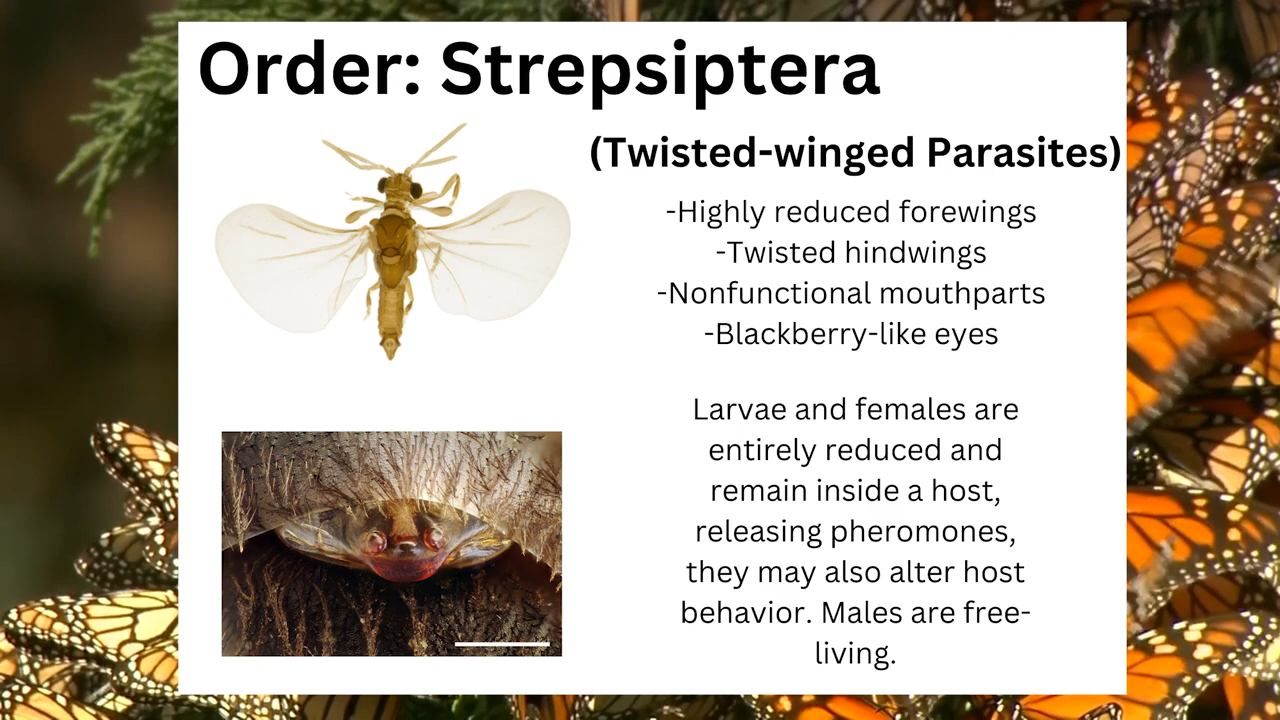 Order: Strepsiptera
(Twisted-winged Parasites)
-Highly reduced forewings
-Twisted hindwings
-Nonfunctional mouthparts
-Blackberry-like eyes
Larvae and females are
entirely reduced and
remain inside a host,
releasing pheromones,
they may also alter host
behavior. Males are free-
living.